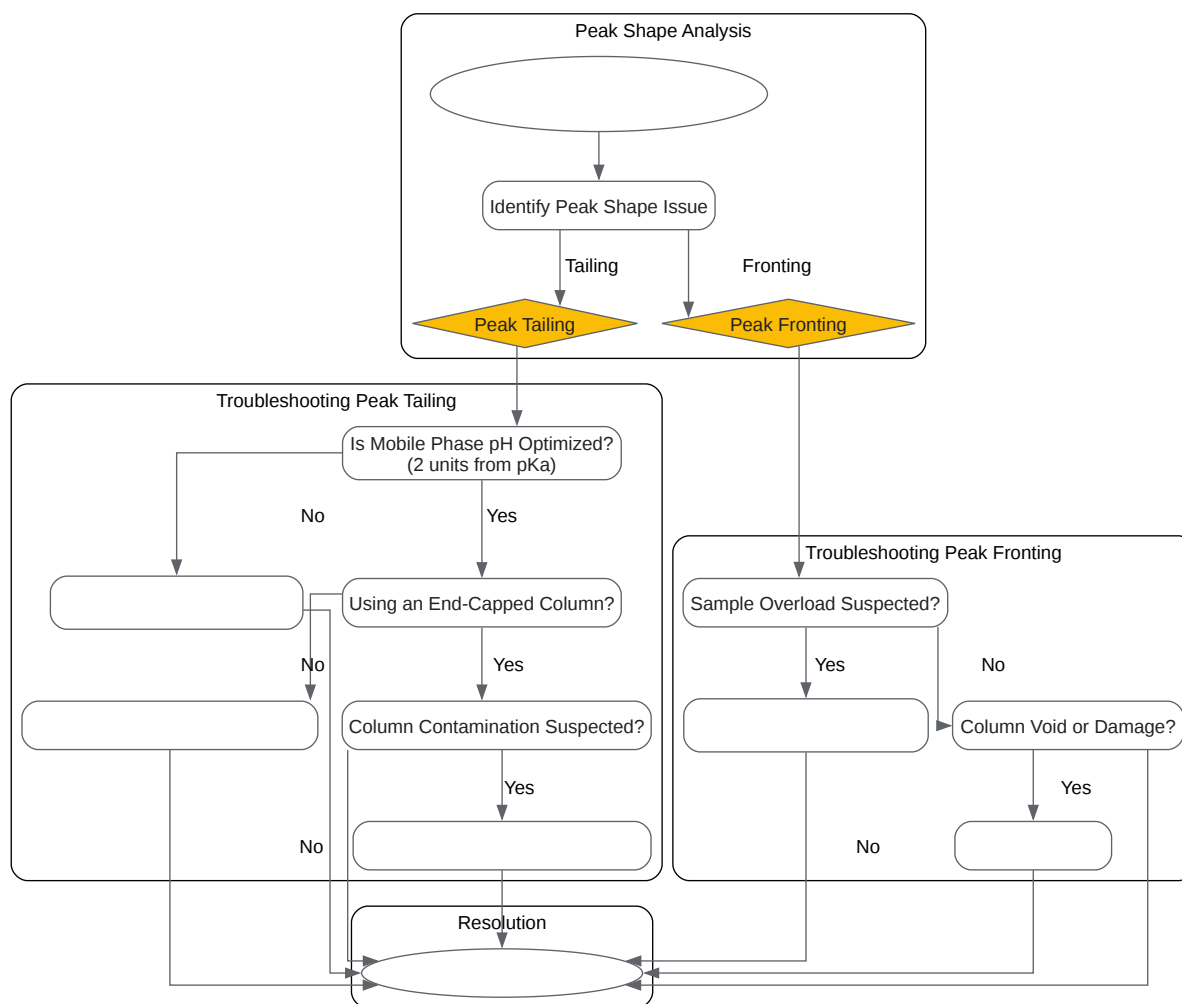 Peak Shape Analysis
Identify Peak Shape Issue
Tailing
Fronting
Peak Tailing
Peak Fronting
Troubleshooting Peak Tailing
Is Mobile Phase pH Optimized?
(2 units from pKa)
No
Yes
Troubleshooting Peak Fronting
Using an End-Capped Column?
Sample Overload Suspected?
No
Yes
Yes
No
Column Contamination Suspected?
Column Void or Damage?
Yes
Yes
No
No
Resolution